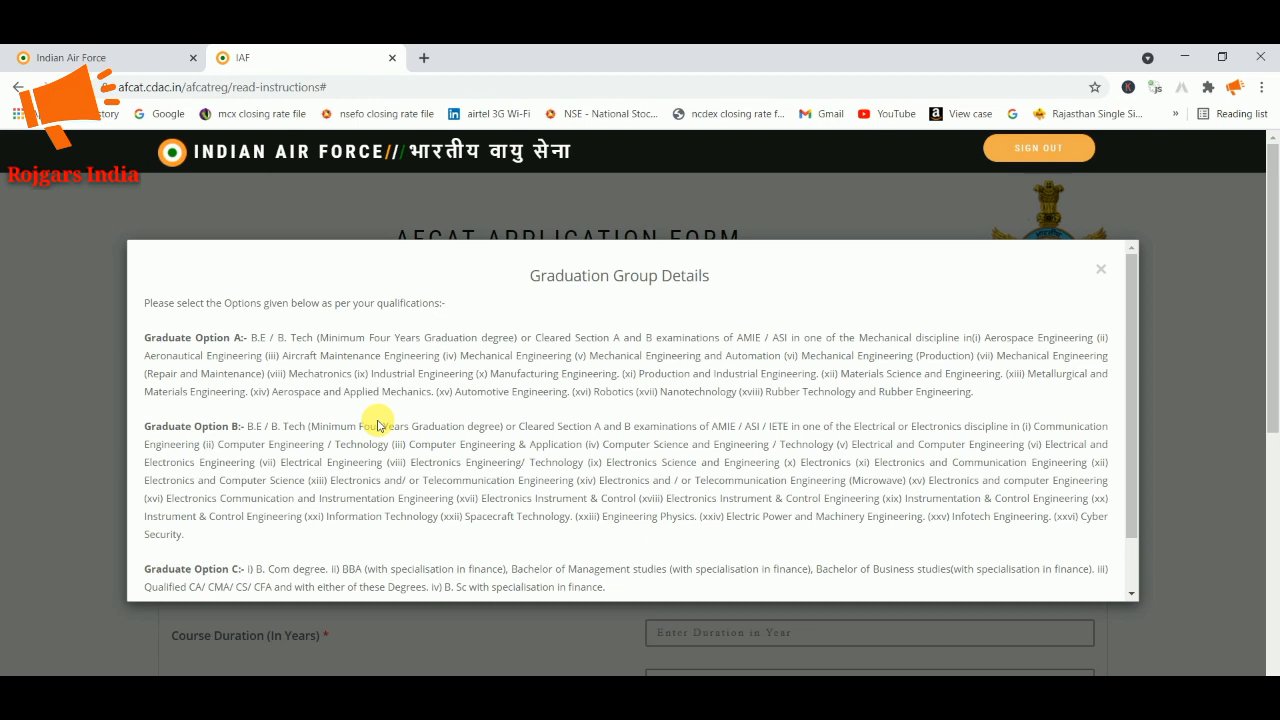 Indian Air Force
IAF
afcat.cdac.in/afcatreg/read-instructions#
Google
mcx closing rate file
nsefo closing rate file
airtel 3G Wi-Fi
NSE - National Stoc...
ncdex closing rate f...
Gmail
YouTube
View case
Rajasthan Single Si...
»
Reading list
Rojgars India
INDIAN AIR FORCE//भारतीय वायु सेना
SIGN OUT
AFCAT APPLICATION FORM
Graduation Group Details
Please select the Options given below as per your qualifications:-
Graduate Option A:- B.E / B. Tech (Minimum Four Years Graduation degree) or Cleared Section A and B examinations of AMIE / ASI in one of the Mechanical discipline in(i) Aerospace Engineering (ii)
Aeronautical Engineering (iii) Aircraft Maintenance Engineering (iv) Mechanical Engineering (v) Mechanical Engineering and Automation (vi) Mechanical Engineering (Production) (vii) Mechanical Engineering
(Repair and Maintenance) (viii) Mechatronics (ix) Industrial Engineering (x) Manufacturing Engineering. (xi) Production and Industrial Engineering. (xii) Materials Science and Engineering. (xiii) Metallurgical and
Materials Engineering. (xiv) Aerospace and Applied Mechanics. (xv) Automotive Engineering. (xvi) Robotics (xvii) Nanotechnology (xviii) Rubber Technology and Rubber Engineering.
Graduate Option B:- B.E / B. Tech (Minimum Four Years Graduation degree) or Cleared Section A and B examinations of AMIE / ASI / IETE in one of the Electrical or Electronics discipline in (i) Communication
Engineering (ii) Computer Engineering / Technology (iii) Computer Engineering & Application (iv) Computer Science and Engineering / Technology (v) Electrical and Computer Engineering (vi) Electrical and
Electronics Engineering (vii) Electrical Engineering (viii) Electronics Engineering/ Technology (ix) Electronics Science and Engineering (x) Electronics (xi) Electronics and Communication Engineering (xii)
Electronics and Computer Science (xiii) Electronics and/ or Telecommunication Engineering (xiv) Electronics and / or Telecommunication Engineering (Microwave) (xv) Electronics and computer Engineering
(xvi) Electronics Communication and Instrumentation Engineering (xvii) Electronics Instrument & Control (xviii) Electronics Instrument & Control Engineering (xix) Instrumentation & Control Engineering (xx)
Instrument & Control Engineering (xxi) Information Technology (xxii) Spacecraft Technology. (xxiii) Engineering Physics. (xxiv) Electric Power and Machinery Engineering. (xxv) Infotech Engineering. (xxvi) Cyber
Security.
Graduate Option C:- i) B. Com degree. ii) BBA (with specialisation in finance), Bachelor of Management studies (with specialisation in finance), Bachelor of Business studies(with specialisation in finance). iii)
Qualified CA/ CMA/ CS/ CFA and with either of these Degrees. iv) B. Sc with specialisation in finance.
Course Duration (In Years) *
Enter Duration in Year